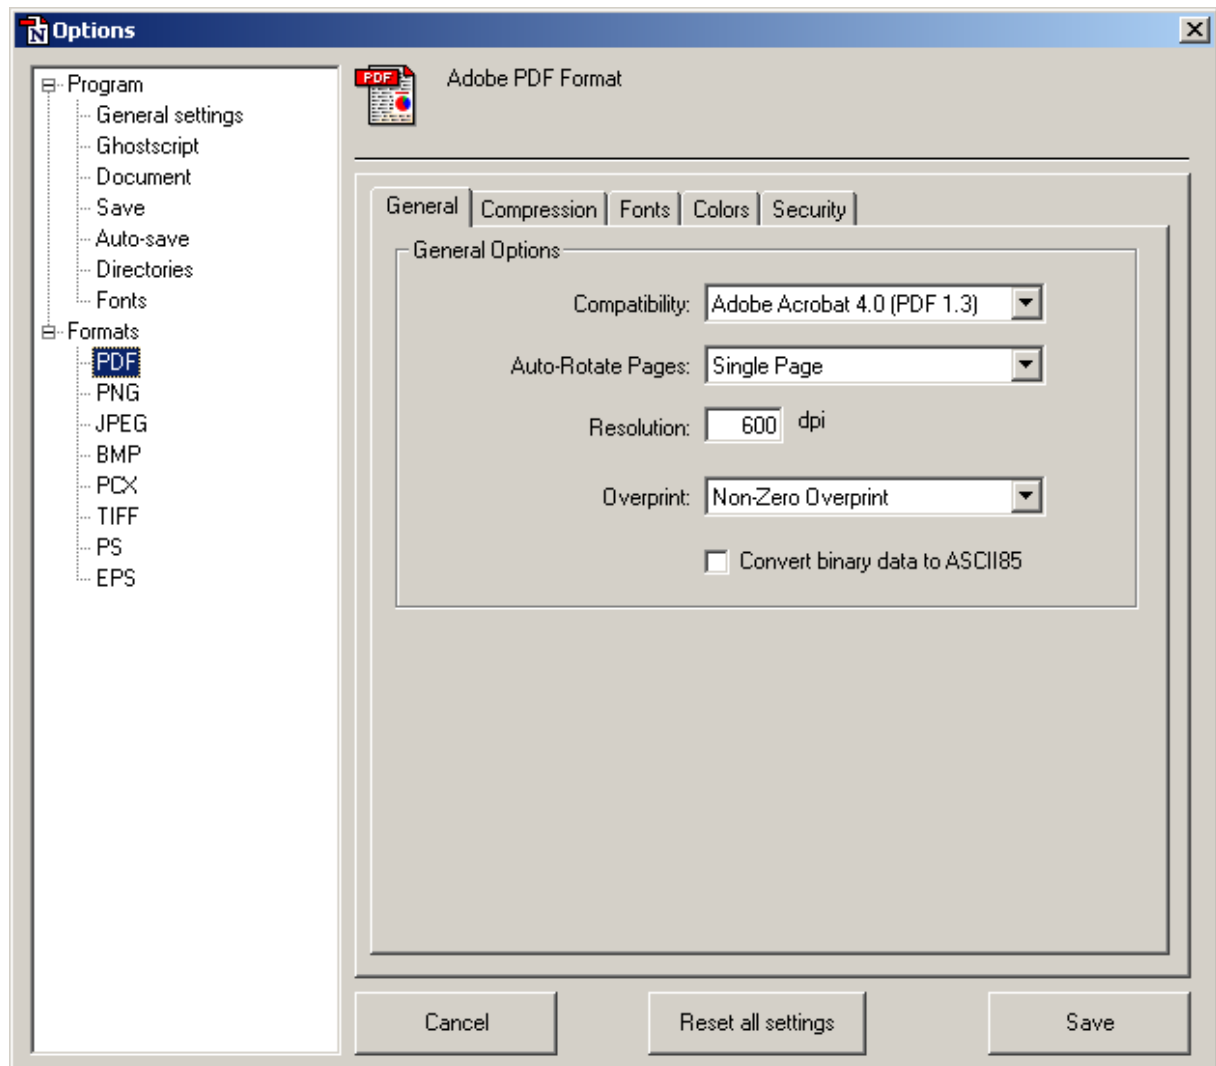 Options
Program
General settings
Ghostscript
Document
Save
Auto-save
Directories
Fonts
Formats
PDF
PNG
JPEG
BMP
PCX
TIFF
PS
EPS
PDF
Adobe PDF Format
General Compression Fonts Colors Security
General Options
Compatibility: Adobe Acrobat 4.0 (PDF 1.3)
Auto-Rotate Pages: Single Page
Resolution: 600 dpi
Overprint: Non-Zero Overprint
Convert binary data to ASCII85
Cancel Reset all settings Save